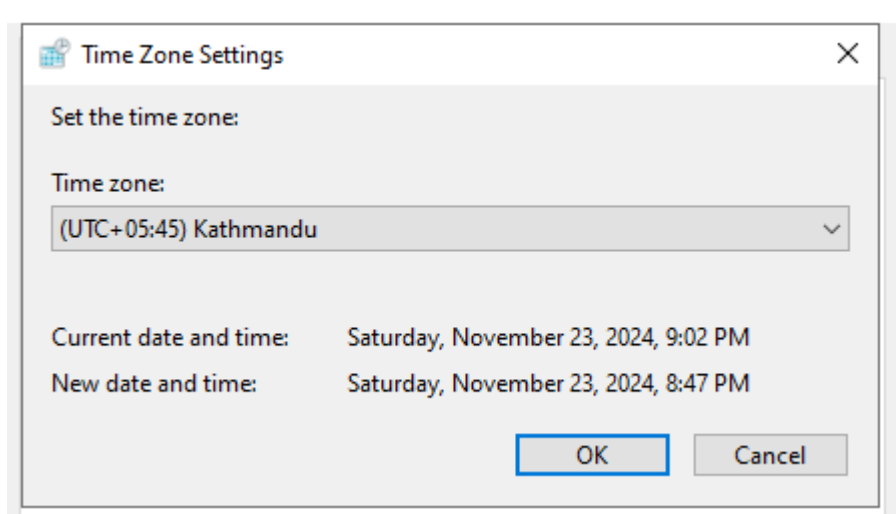 Time Zone Settings
Set the time zone:
Time zone:
(UTC+05:45) Kathmandu
Current date and time: Saturday, November 23, 2024, 9:02 PM
New date and time: Saturday, November 23, 2024, 8:47 PM
OK Cancel